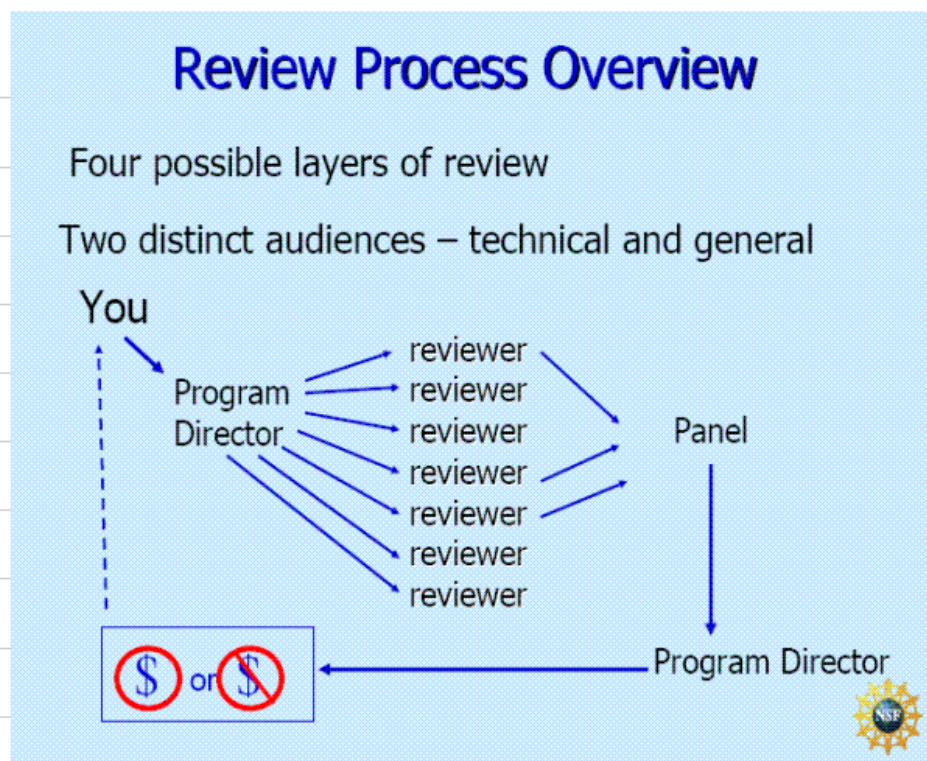 Review Process Overview
Four possible layers of review
Two distinct audiences – technical and general
You
Program
Director
reviewer
reviewer
reviewer
reviewer
reviewer
reviewer
reviewer
Panel
Program Director
$ or $
NSF